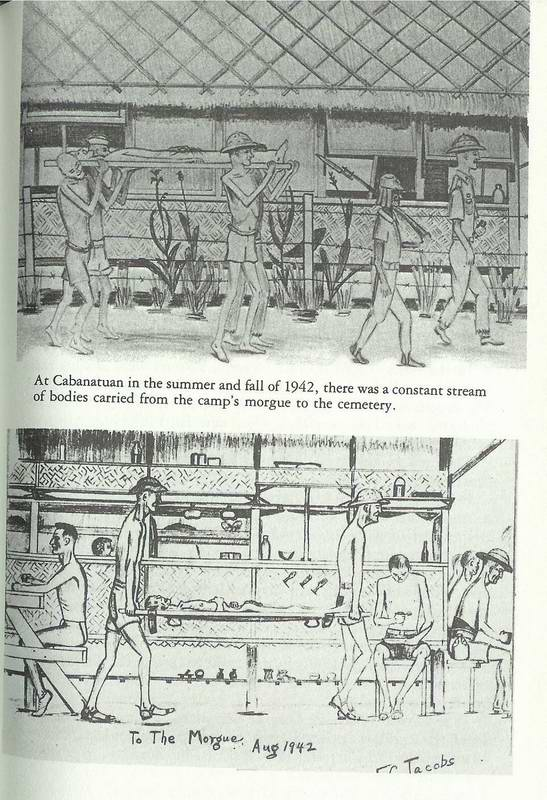 At Cabanatuan in the summer and fall of 1942, there was a constant stream
of bodies carried from the camp's morgue to the cemetery.
To The Morgue. Aug 1942
Jacobs